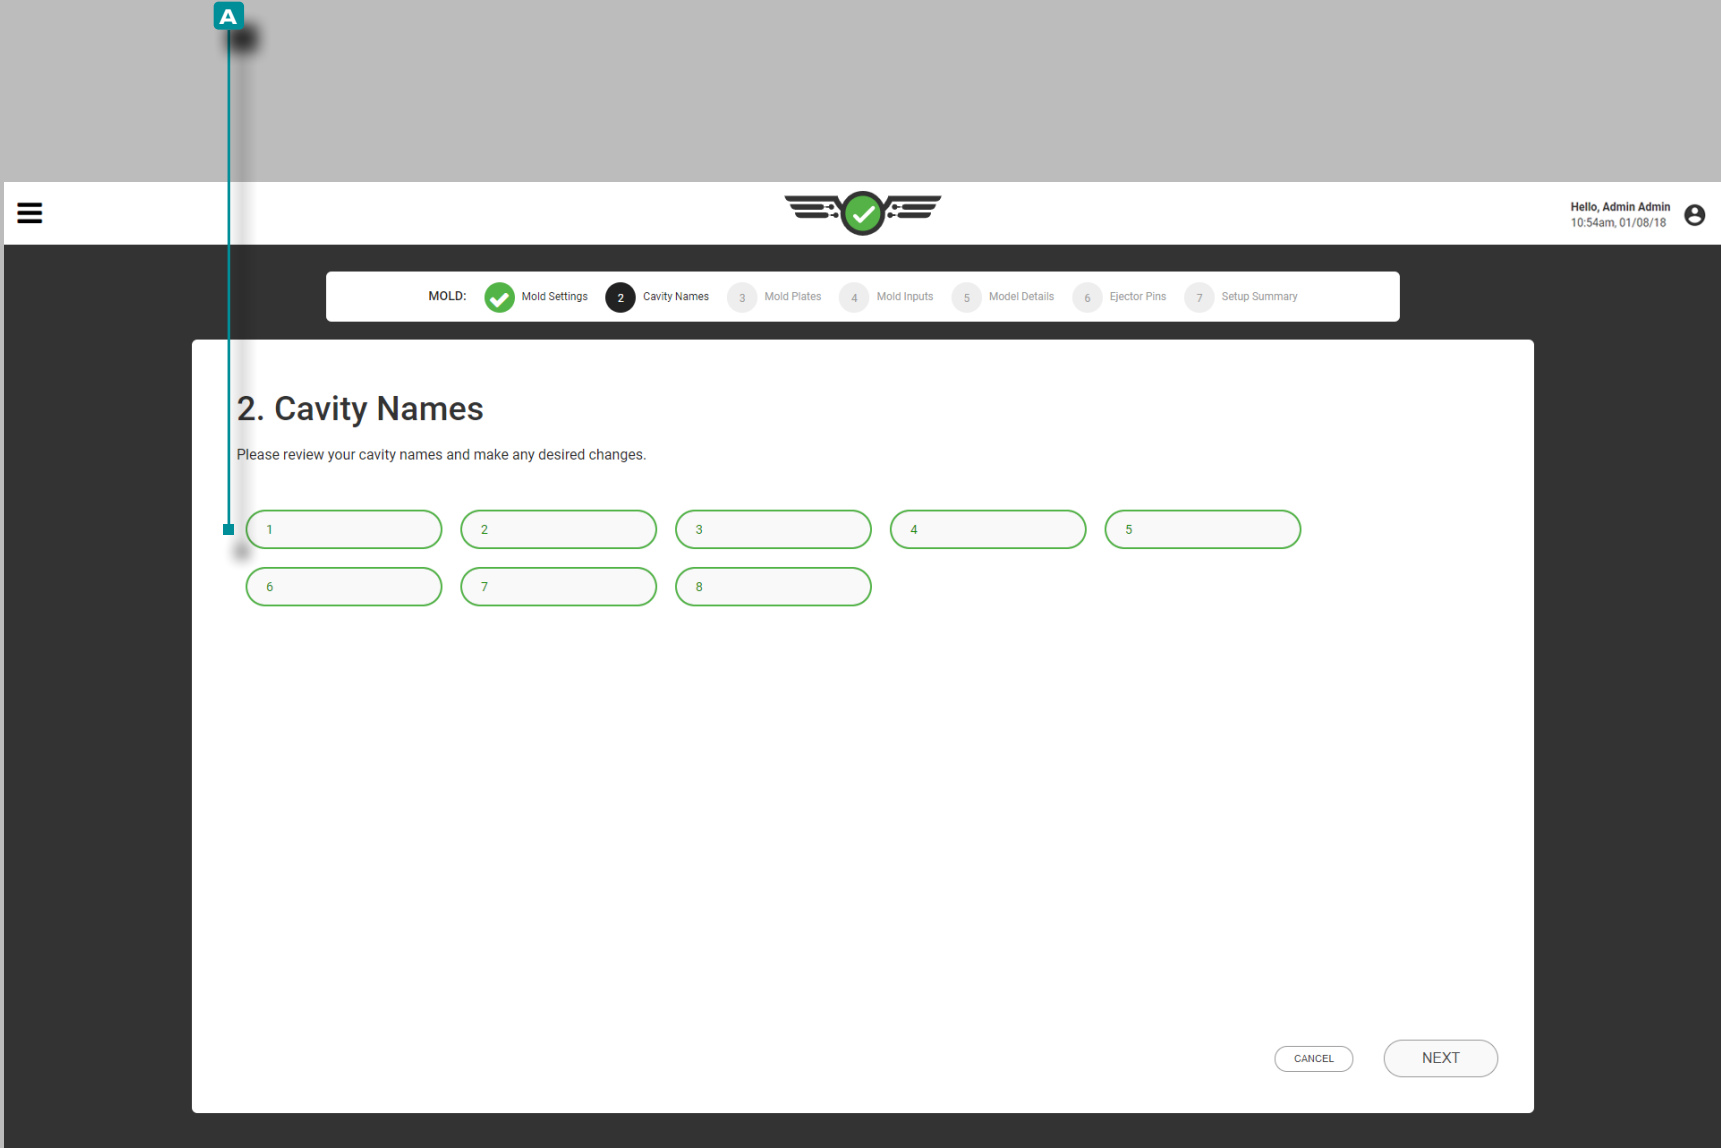 A
Hello, Admin Admin
10:54am, 01/08/18
MOLD: Mold Settings 2 Cavity Names 3 Mold Plates 4 Mold Inputs 5 Model Details 6 Ejector Pins 7 Setup Summary
2. Cavity Names
Please review your cavity names and make any desired changes.
1 2 3 4 5
6 7 8
CANCEL NEXT